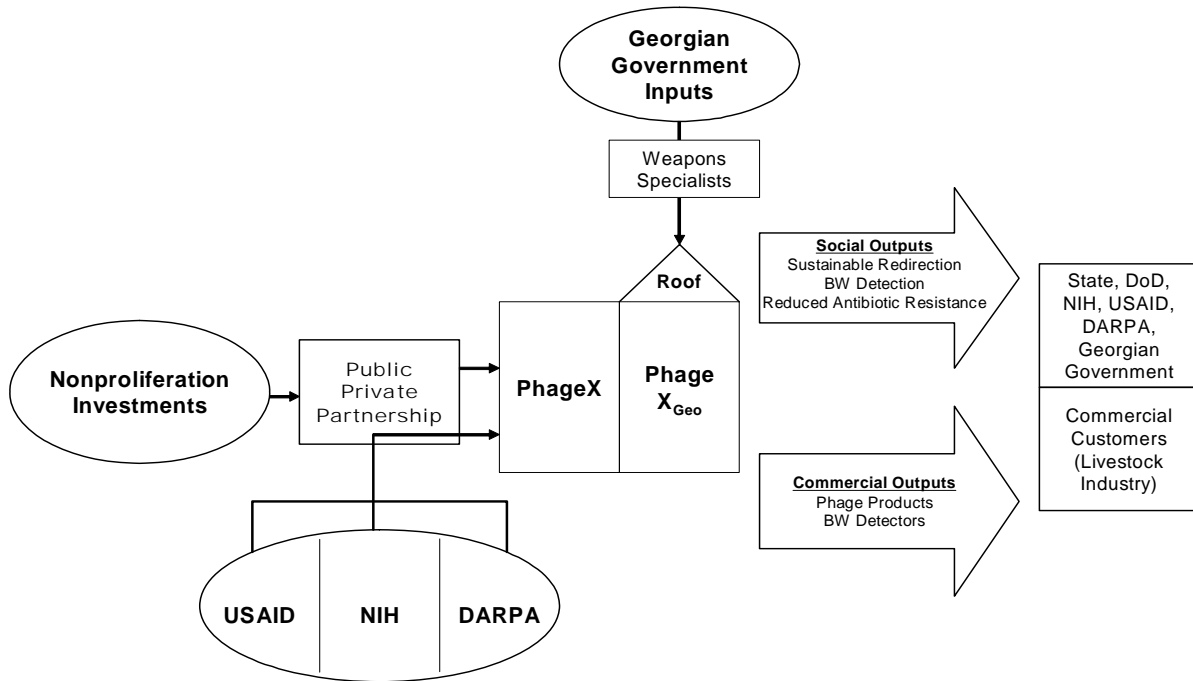 Georgian
Government
Inputs
Weapons
Specialists
Roof
Nonproliferation
Investments
Public
Private
Partnership
PhageX
Phage
X_Geo
USAID
NIH
DARPA
Social Outputs
Sustainable Redirection
BW Detection
Reduced Antibiotic Resistance
Commercial Outputs
Phage Products
BW Detectors
State, DoD,
NIH, USAID,
DARPA,
Georgian
Government
Commercial
Customers
(Livestock
Industry)